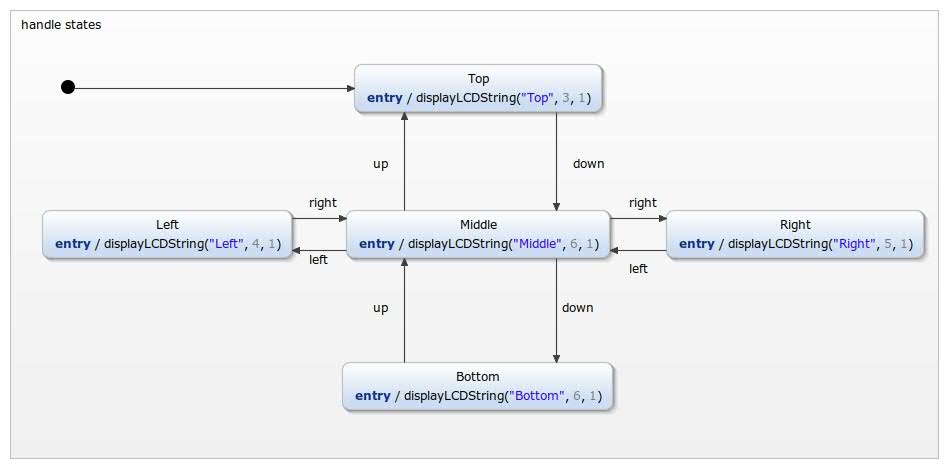 handle states
Top
entry / displayLCDString("Top", 3, 1)
up
down
right
right
Left
entry / displayLCDString("Left", 4, 1)
Middle
entry / displayLCDString("Middle", 6, 1)
Right
entry / displayLCDString("Right", 5, 1)
left
left
up
down
Bottom
entry / displayLCDString("Bottom", 6, 1)